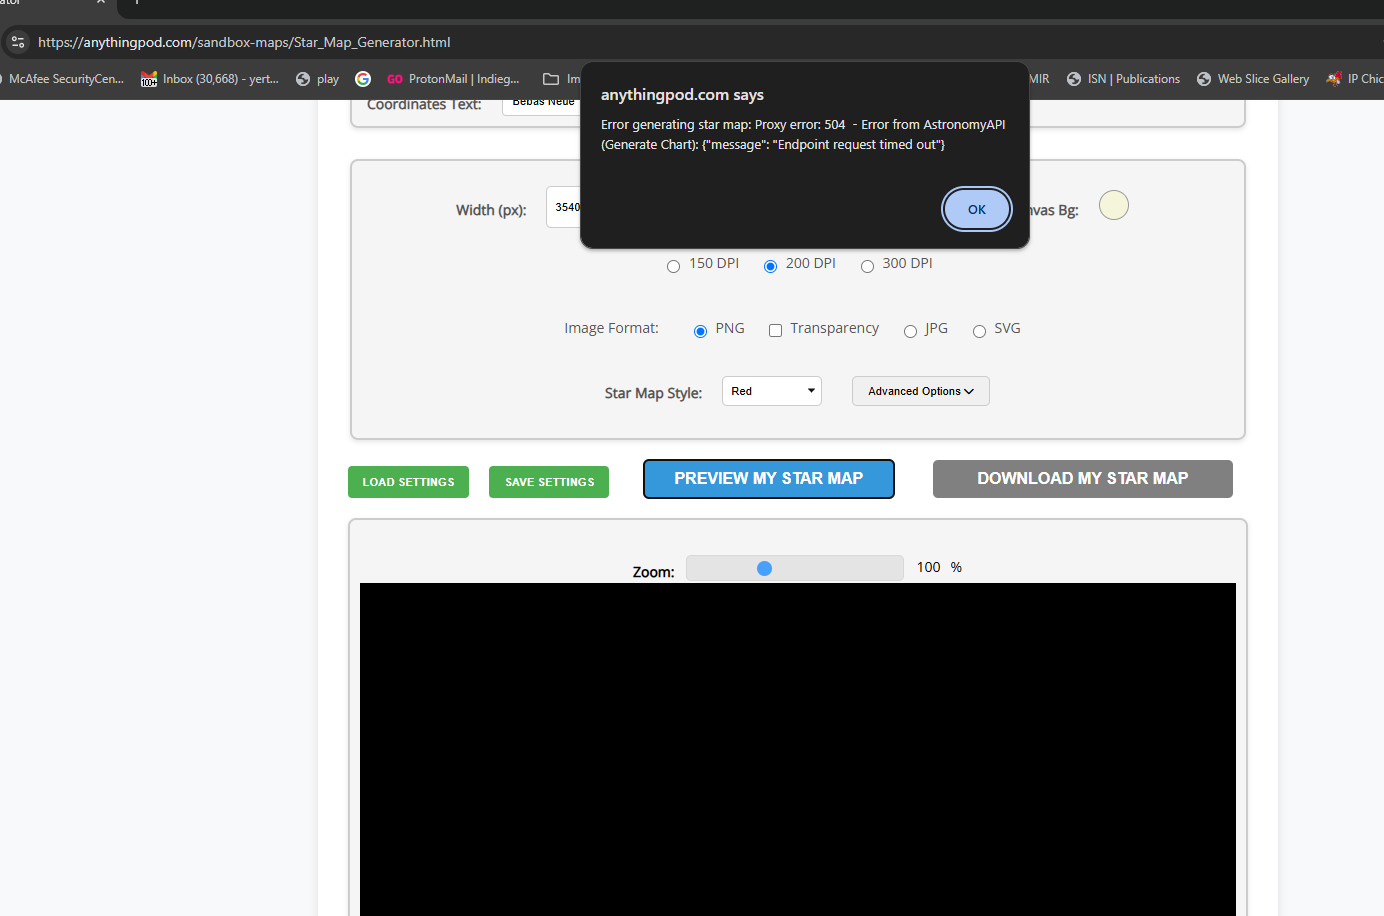 ator
https://anythingpod.com/sandbox-maps/Star_Map_Generator.html
McAfee SecurityCen...
100+
Inbox (30,668) - yert...
play
GO ProtonMail | Indieg...
Im
MIR
ISN | Publications
Web Slice Gallery
IP Chic
anythingpod.com says
Error generating star map: Proxy error: 504 - Error from AstronomyAPI
(Generate Chart): {"message": "Endpoint request timed out"}
OK
Coordinates Text:
Bebas Neue
Width (px):
3540
nvas Bg:
150 DPI
200 DPI
300 DPI
Image Format:
PNG
Transparency
JPG
SVG
Star Map Style:
Red
Advanced Options
LOAD SETTINGS
SAVE SETTINGS
PREVIEW MY STAR MAP
DOWNLOAD MY STAR MAP
Zoom:
100 %